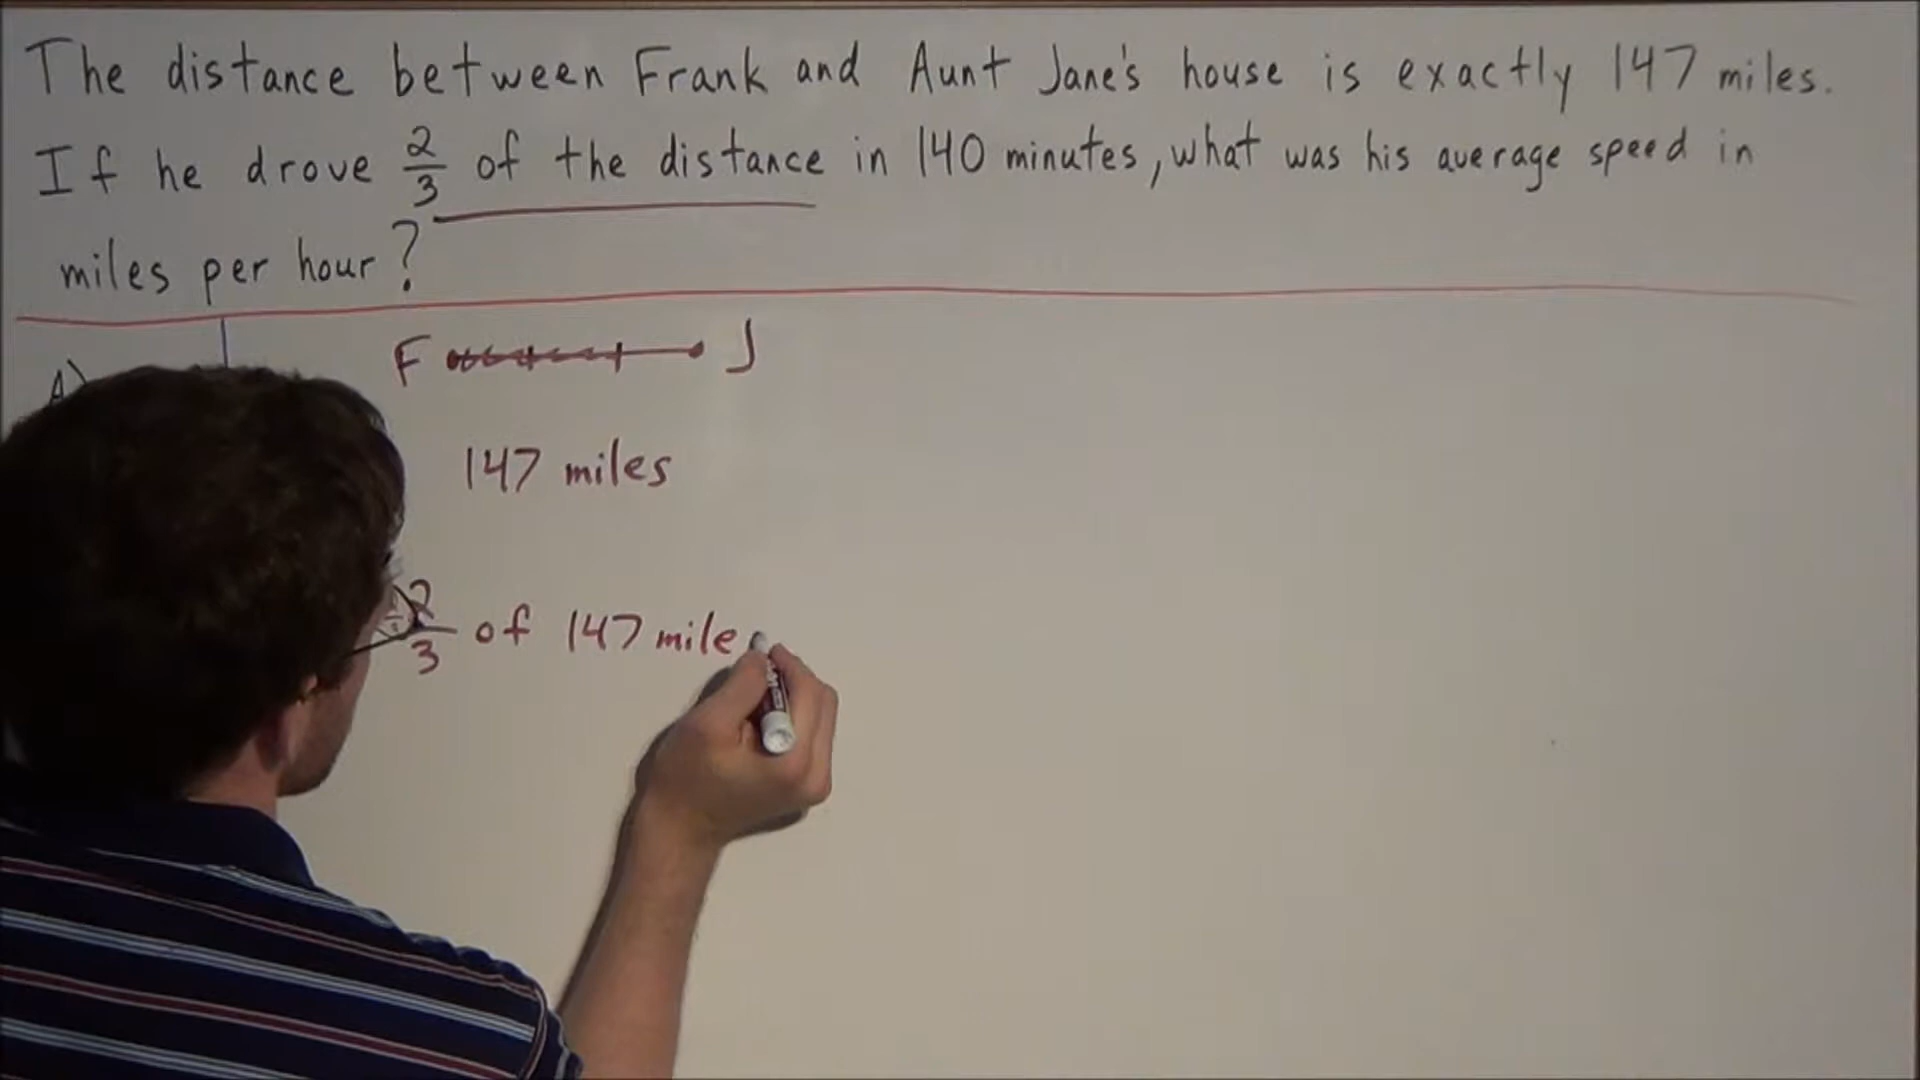 The distance between Frank and Aunt Jane's house is exactly 147 miles.
If he drove 2/3 of the distance in 140 minutes, what was his average speed in
miles per hour?
A)
F J
147 miles
2/3 of 147 mile